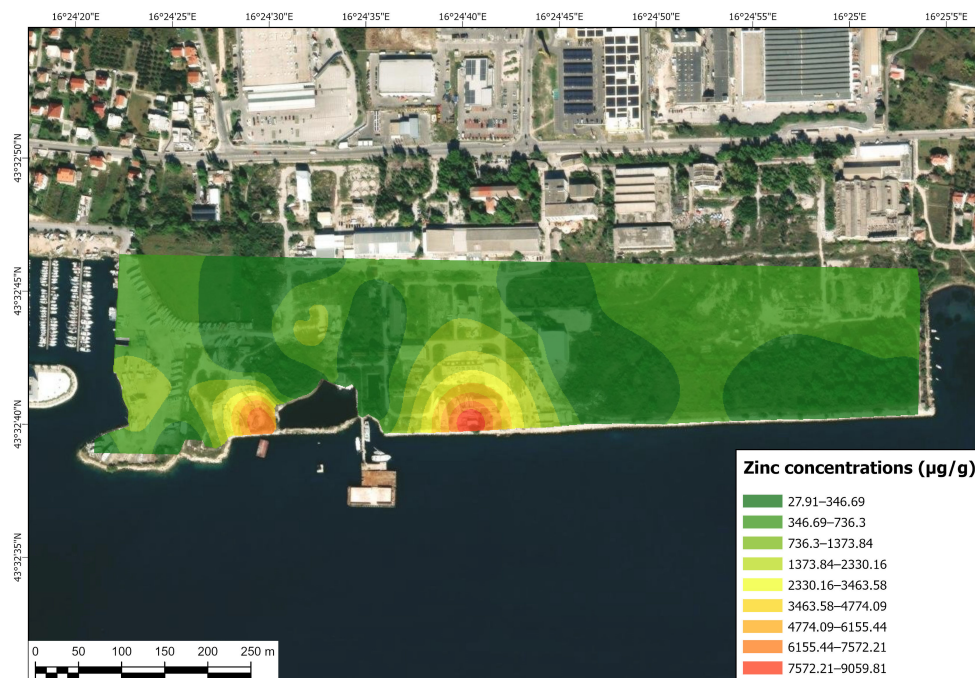 16°24'20"E 16°24'25"E 16°24'30"E 16°24'35"E 16°24'40"E 16°24'45"E 16°24'50"E 16°24'55"E 16°25'E 16°25'5"E
43°32'50"N
43°32'45"N
43°32'40"N
43°32'35"N
Zinc concentrations (µg/g)
27.91–346.69
346.69–736.3
736.3–1373.84
1373.84–2330.16
2330.16–3463.58
3463.58–4774.09
4774.09–6155.44
6155.44–7572.21
7572.21–9059.81
0 50 100 150 200 250 m